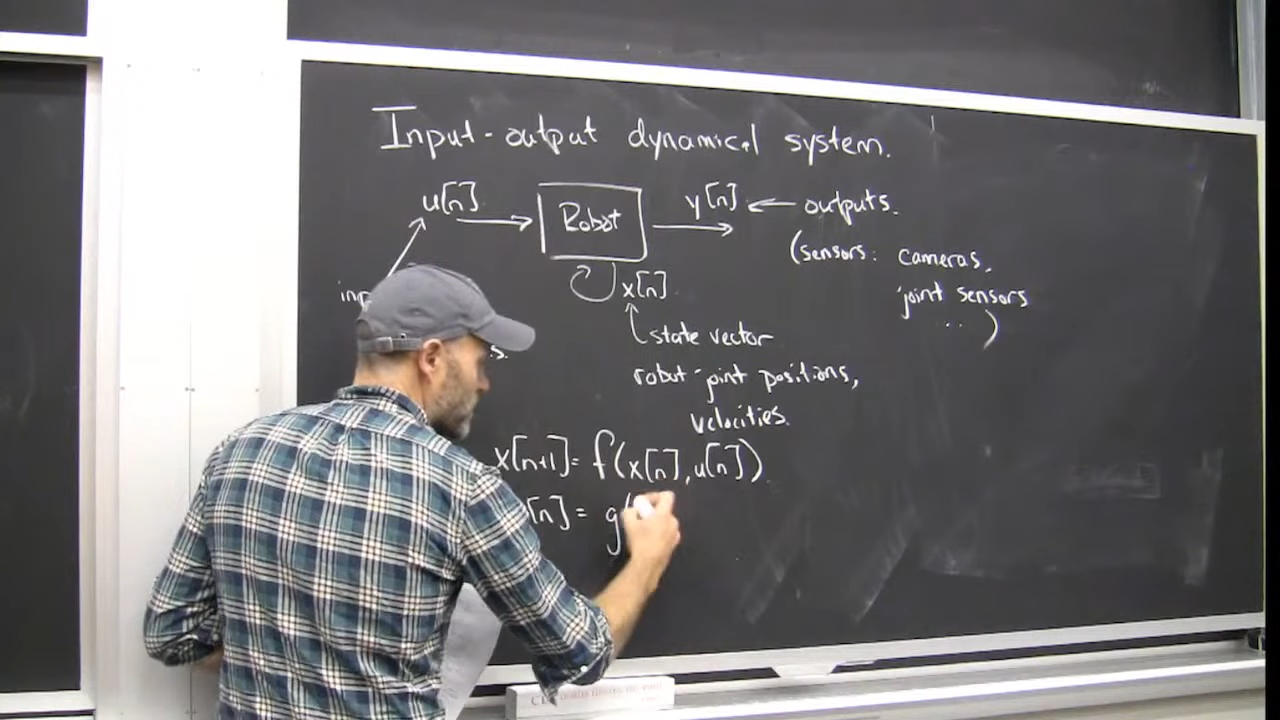 Input-output dynamical system.
u[n] Robot y[n] outputs.
(sensors: cameras,
joint sensors
.. )
x[n]
state vector
robot-joint positions,
velocities.
x[n+1] = f(x[n], u[n])
[n] = g(